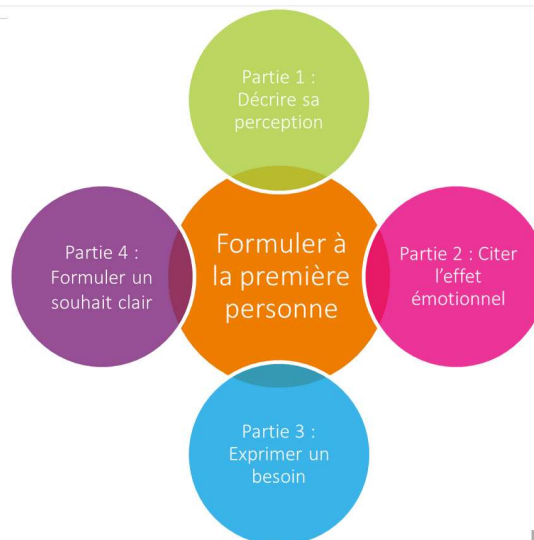 Partie 1 :
Décrire sa
perception
Formuler à
la première
personne
Partie 2 : Citer
l’effet
émotionnel
Partie 3 :
Exprimer un
besoin
Partie 4 :
Formuler un
souhait clair